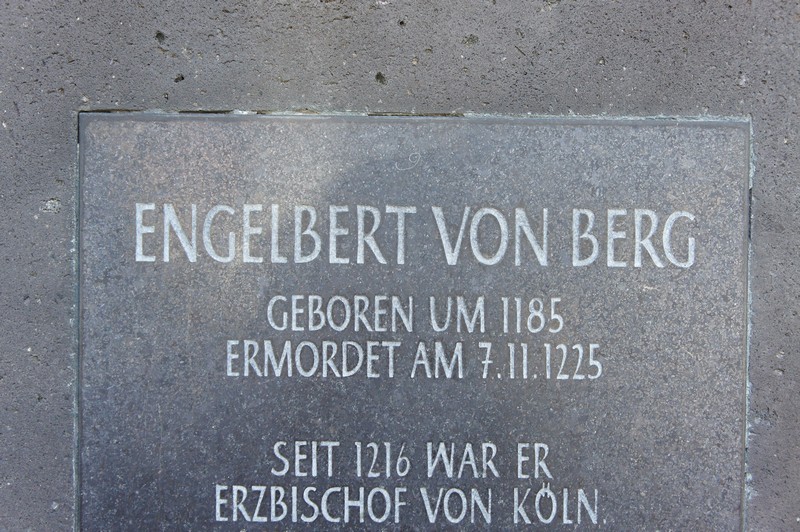 ENGELBERT VON BERG
GEBOREN UM 1185
ERMORDET AM 7.11.1225
SEIT 1216 WAR ER
ERZBISCHOF VON KÖLN.